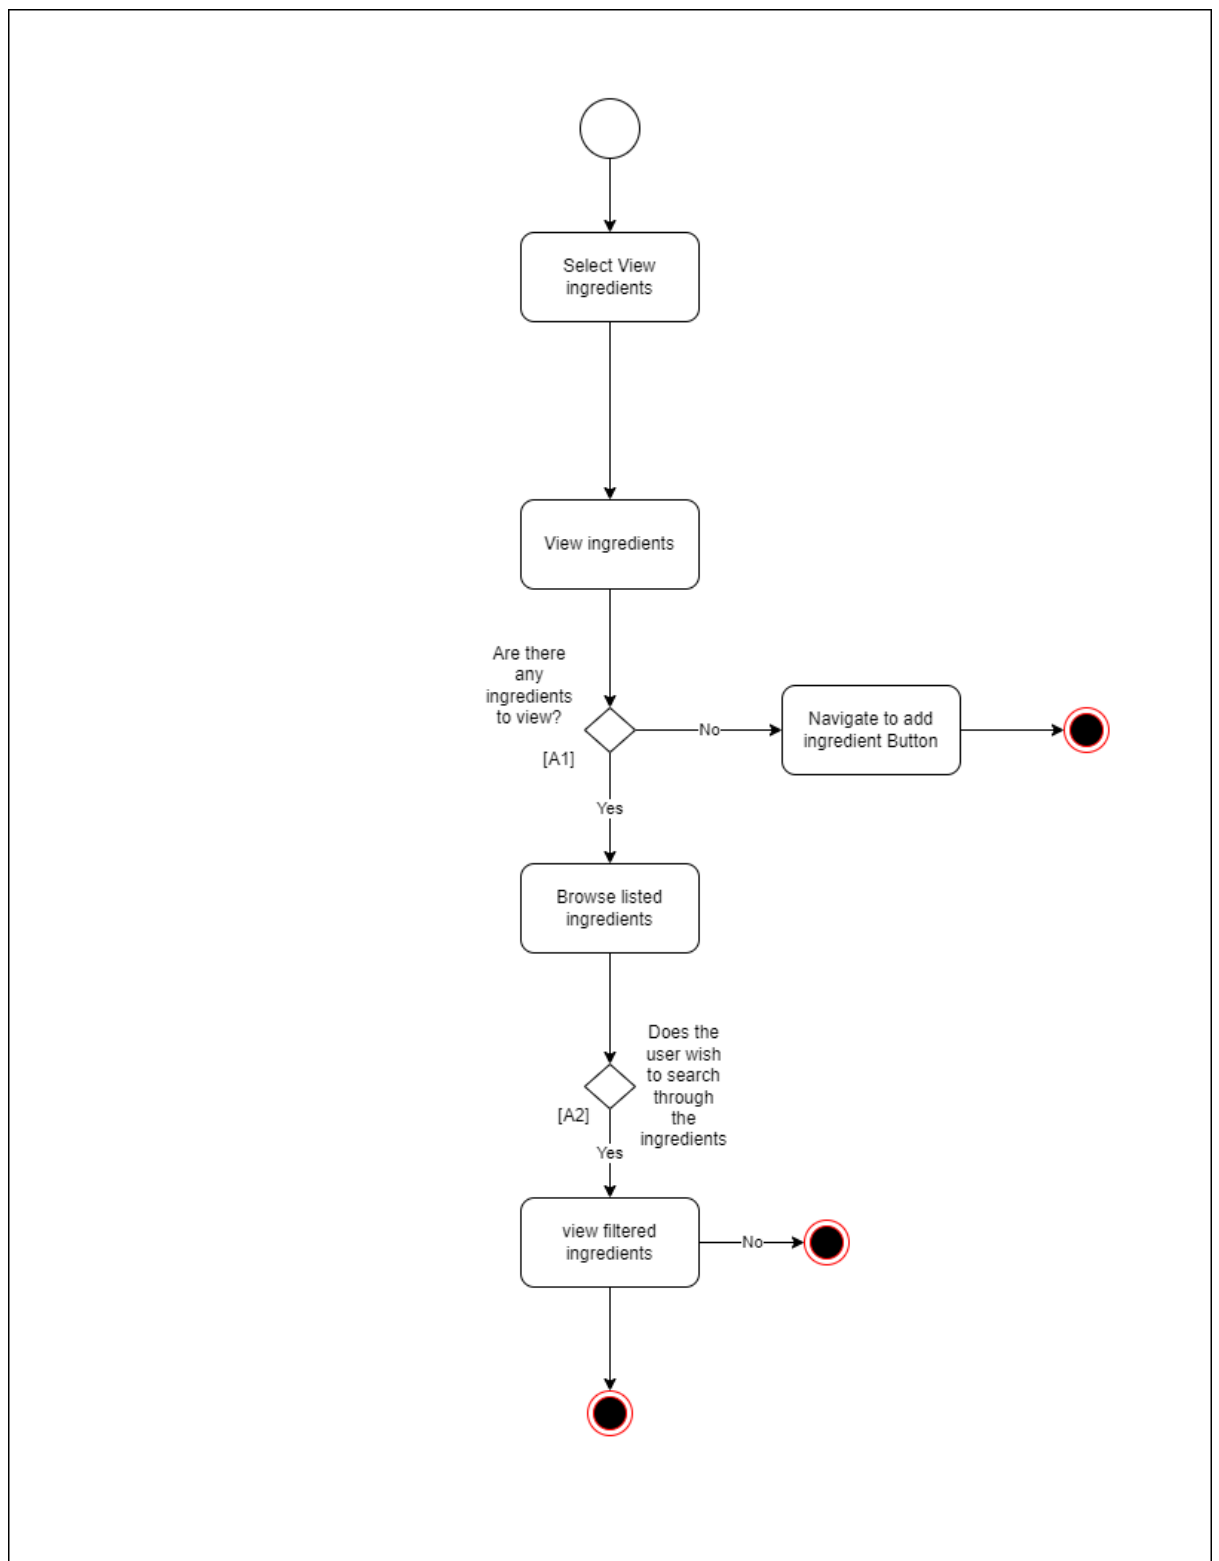 Select View
ingredients
View ingredients
Are there
any
ingredients
to view?
[A1]
No
Navigate to add
ingredient Button
Yes
Browse listed
ingredients
Does the
user wish
to search
through
the
ingredients
[A2]
Yes
view filtered
ingredients
No